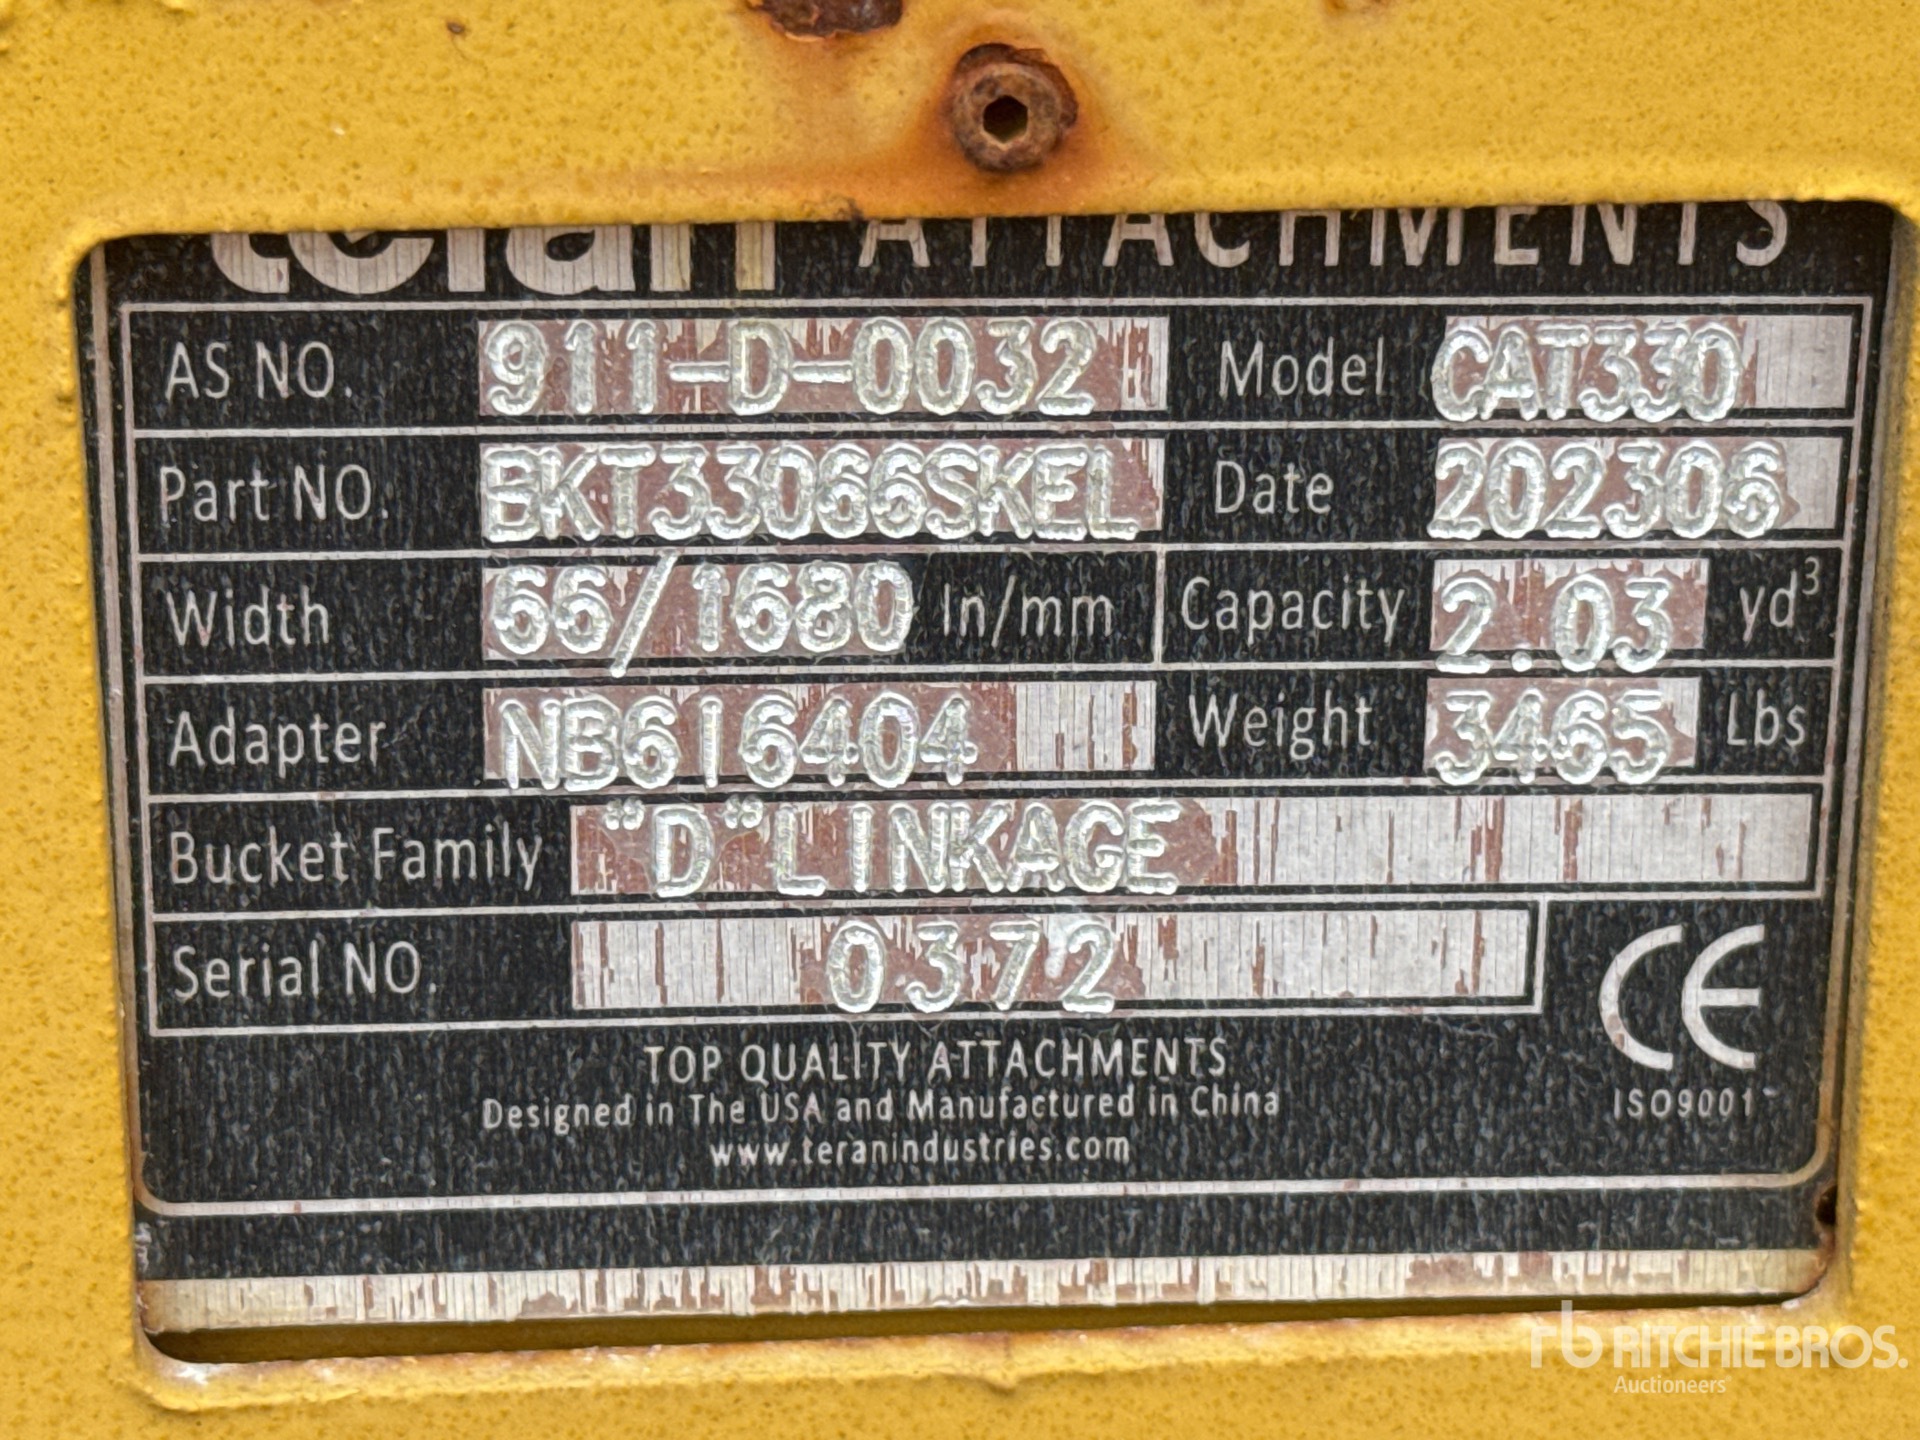 teran ATTACHMENTS
AS NO. 911-D-0032 Model CAT330
Part NO. BKT33066SKEL Date 202306
Width 66/1680 In/mm Capacity 2.03 yd³
Adapter NB616404 Weight 3465 Lbs
Bucket Family "D"LINKAGE
Serial NO. 0372
CE
ISO9001
TOP QUALITY ATTACHMENTS
Designed in The USA and Manufactured in China
www.teranindustries.com
rb RITCHIE BROS.
Auctioneers